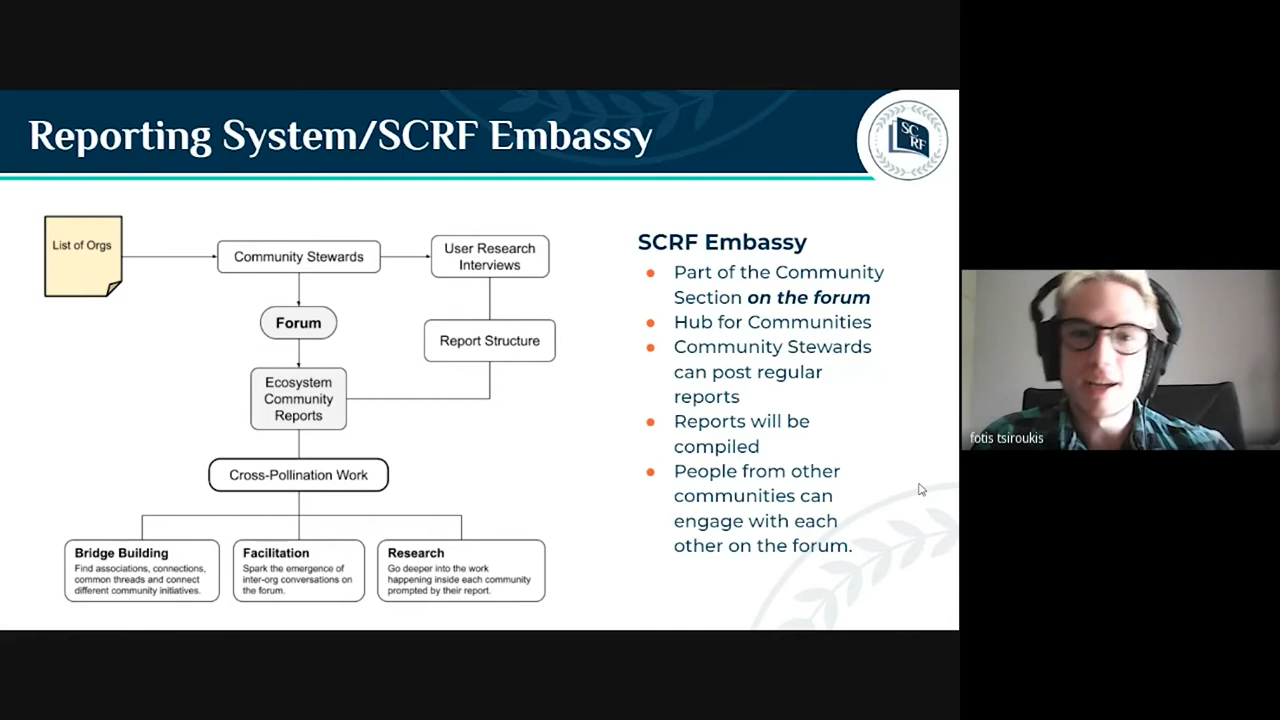 Reporting System/SCRF Embassy
SC
RF
List of Orgs
Community Stewards
User Research
Interviews
Forum
Report Structure
Ecosystem
Community
Reports
Cross-Pollination Work
Bridge Building
Find associations, connections,
common threads and connect
different community initiatives.
Facilitation
Spark the emergence of
inter-org conversations on
the forum.
Research
Go deeper into the work
happening inside each community
prompted by their report.
SCRF Embassy
Part of the Community
Section on the forum
Hub for Communities
Community Stewards
can post regular
reports
Reports will be
compiled
People from other
communities can
engage with each
other on the forum.
fotis tsiroukis